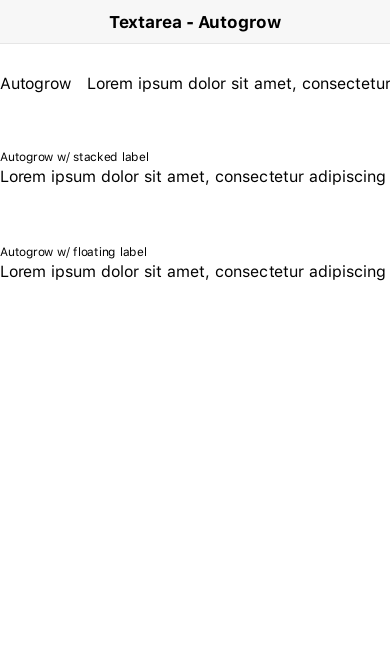 Textarea - Autogrow
Autogrow Lorem ipsum dolor sit amet, consectetur
Autogrow w/ stacked label
Lorem ipsum dolor sit amet, consectetur adipiscing
Autogrow w/ floating label
Lorem ipsum dolor sit amet, consectetur adipiscing